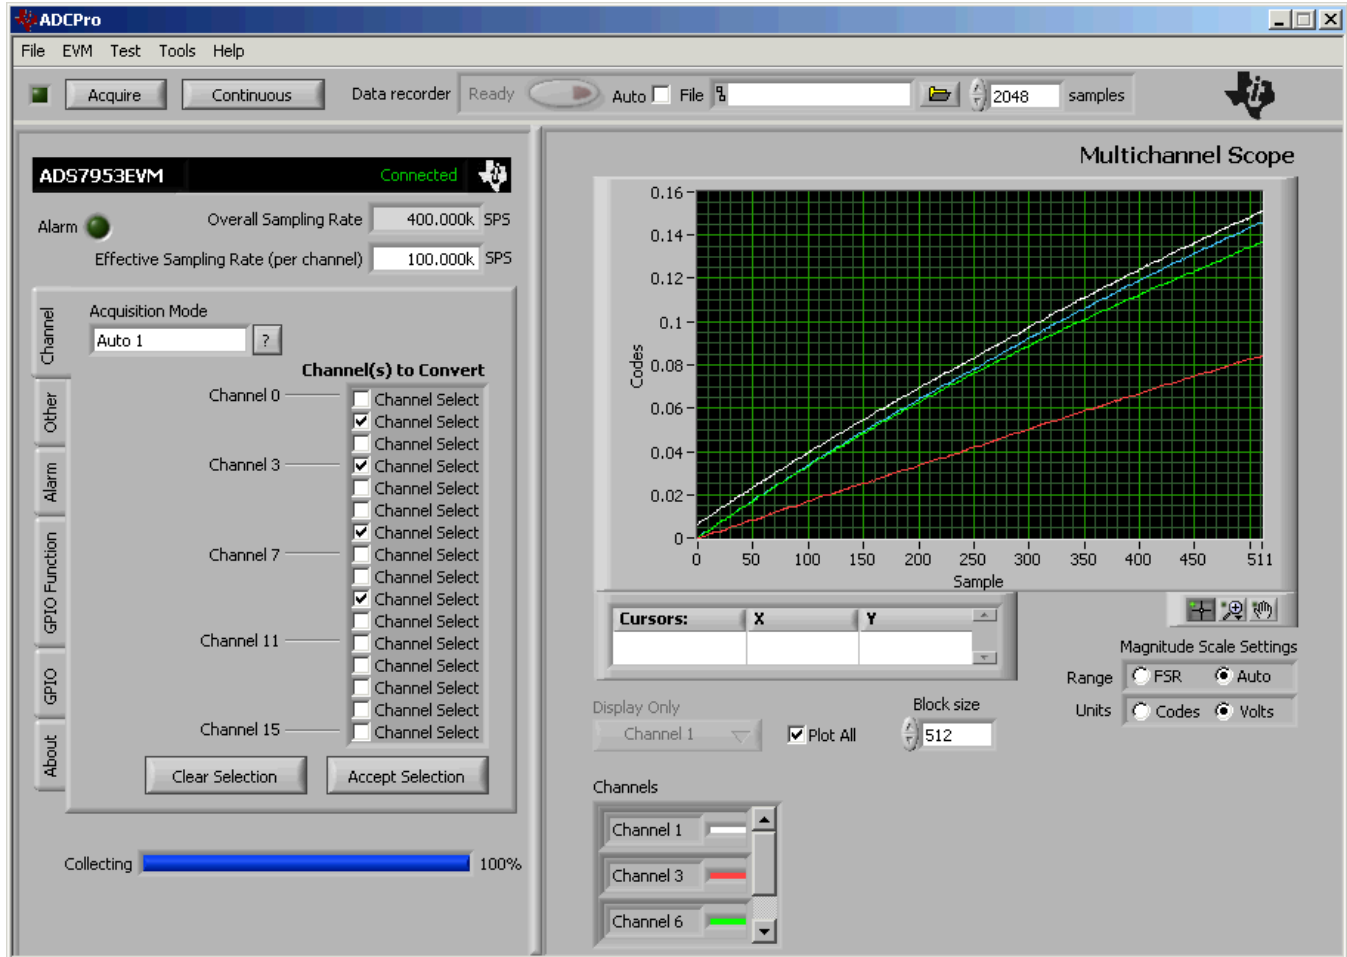 ADCPro
File EVM Test Tools Help
Acquire Continuous Data recorder Ready Auto File 2048 samples
ADS7953EVM Connected
Alarm Overall Sampling Rate 400.000k SPS
Effective Sampling Rate (per channel) 100.000k SPS
Channel
Other
Alarm
GPIO Function
GPIO
About
Acquisition Mode
Auto 1 ?
Channel(s) to Convert
Channel 0 Channel Select
Channel Select
Channel Select
Channel 3 Channel Select
Channel Select
Channel Select
Channel Select
Channel 7 Channel Select
Channel Select
Channel Select
Channel Select
Channel 11 Channel Select
Channel Select
Channel Select
Channel Select
Channel 15 Channel Select
Clear Selection Accept Selection
Collecting 100%
Multichannel Scope
0.16
0.14
0.12
0.1
0.08
0.06
0.04
0.02
0
Codes
0 50 100 150 200 250 300 350 400 450 511
Sample
Cursors: X Y
Magnitude Scale Settings
Range FSR Auto
Units Codes Volts
Display Only
Channel 1 Plot All
Block size
512
Channels
Channel 1
Channel 3
Channel 6